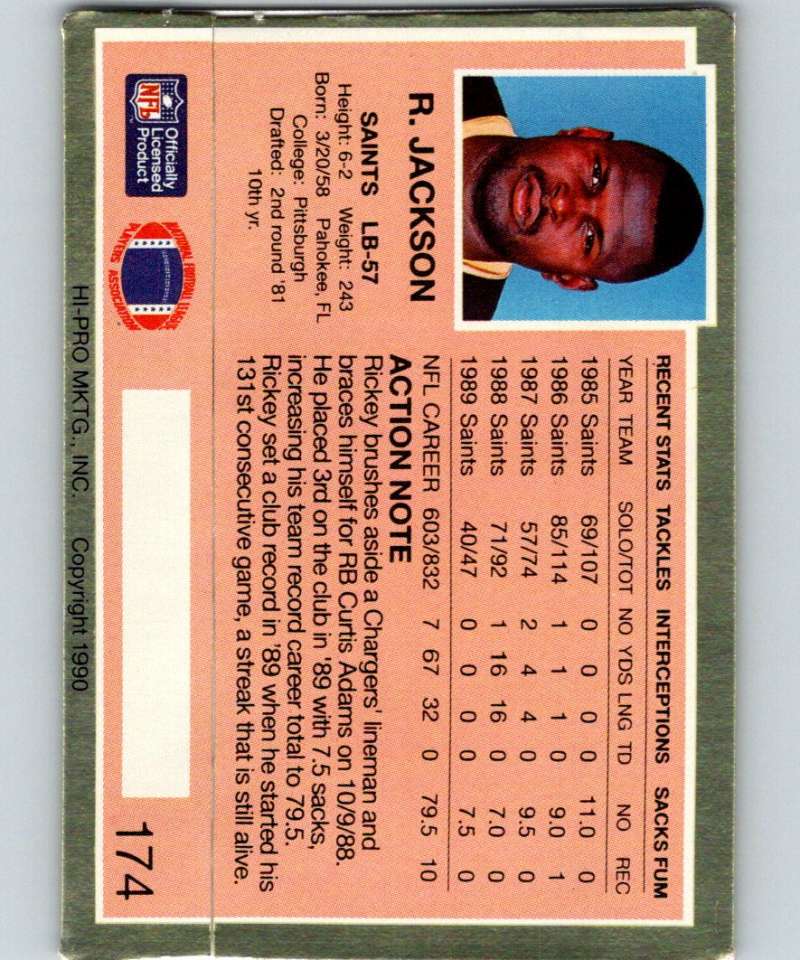 R. JACKSON
SAINTS LB-57
Height: 6-2 Weight: 243
Born: 3/20/58 Pahokee, FL
College: Pittsburgh
Drafted: 2nd round '81
10th yr.
NFL
Officially
Licensed
Product
NATIONAL FOOTBALL LEAGUE
PLAYERS ASSOCIATION
RECENT STATS TACKLES INTERCEPTIONS SACKS FUM
YEAR TEAM SOLO/TOT NO YDS LNG TD NO REC
1985 Saints 69/107 0 0 0 0 11.0 0
1986 Saints 85/114 1 1 1 0 9.0 1
1987 Saints 57/74 2 4 4 0 9.5 0
1988 Saints 71/92 1 16 16 0 7.0 0
1989 Saints 40/47 0 0 0 0 7.5 0
NFL CAREER 603/832 7 67 32 0 79.5 10
ACTION NOTE
Rickey brushes aside a Chargers' lineman and
braces himself for RB Curtis Adams on 10/9/88.
He placed 3rd on the club in '89 with 7.5 sacks,
increasing his team record career total to 79.5.
Rickey set a club record in '89 when he started his
131st consecutive game, a streak that is still alive.
174
HI-PRO MKTG., INC. Copyright 1990